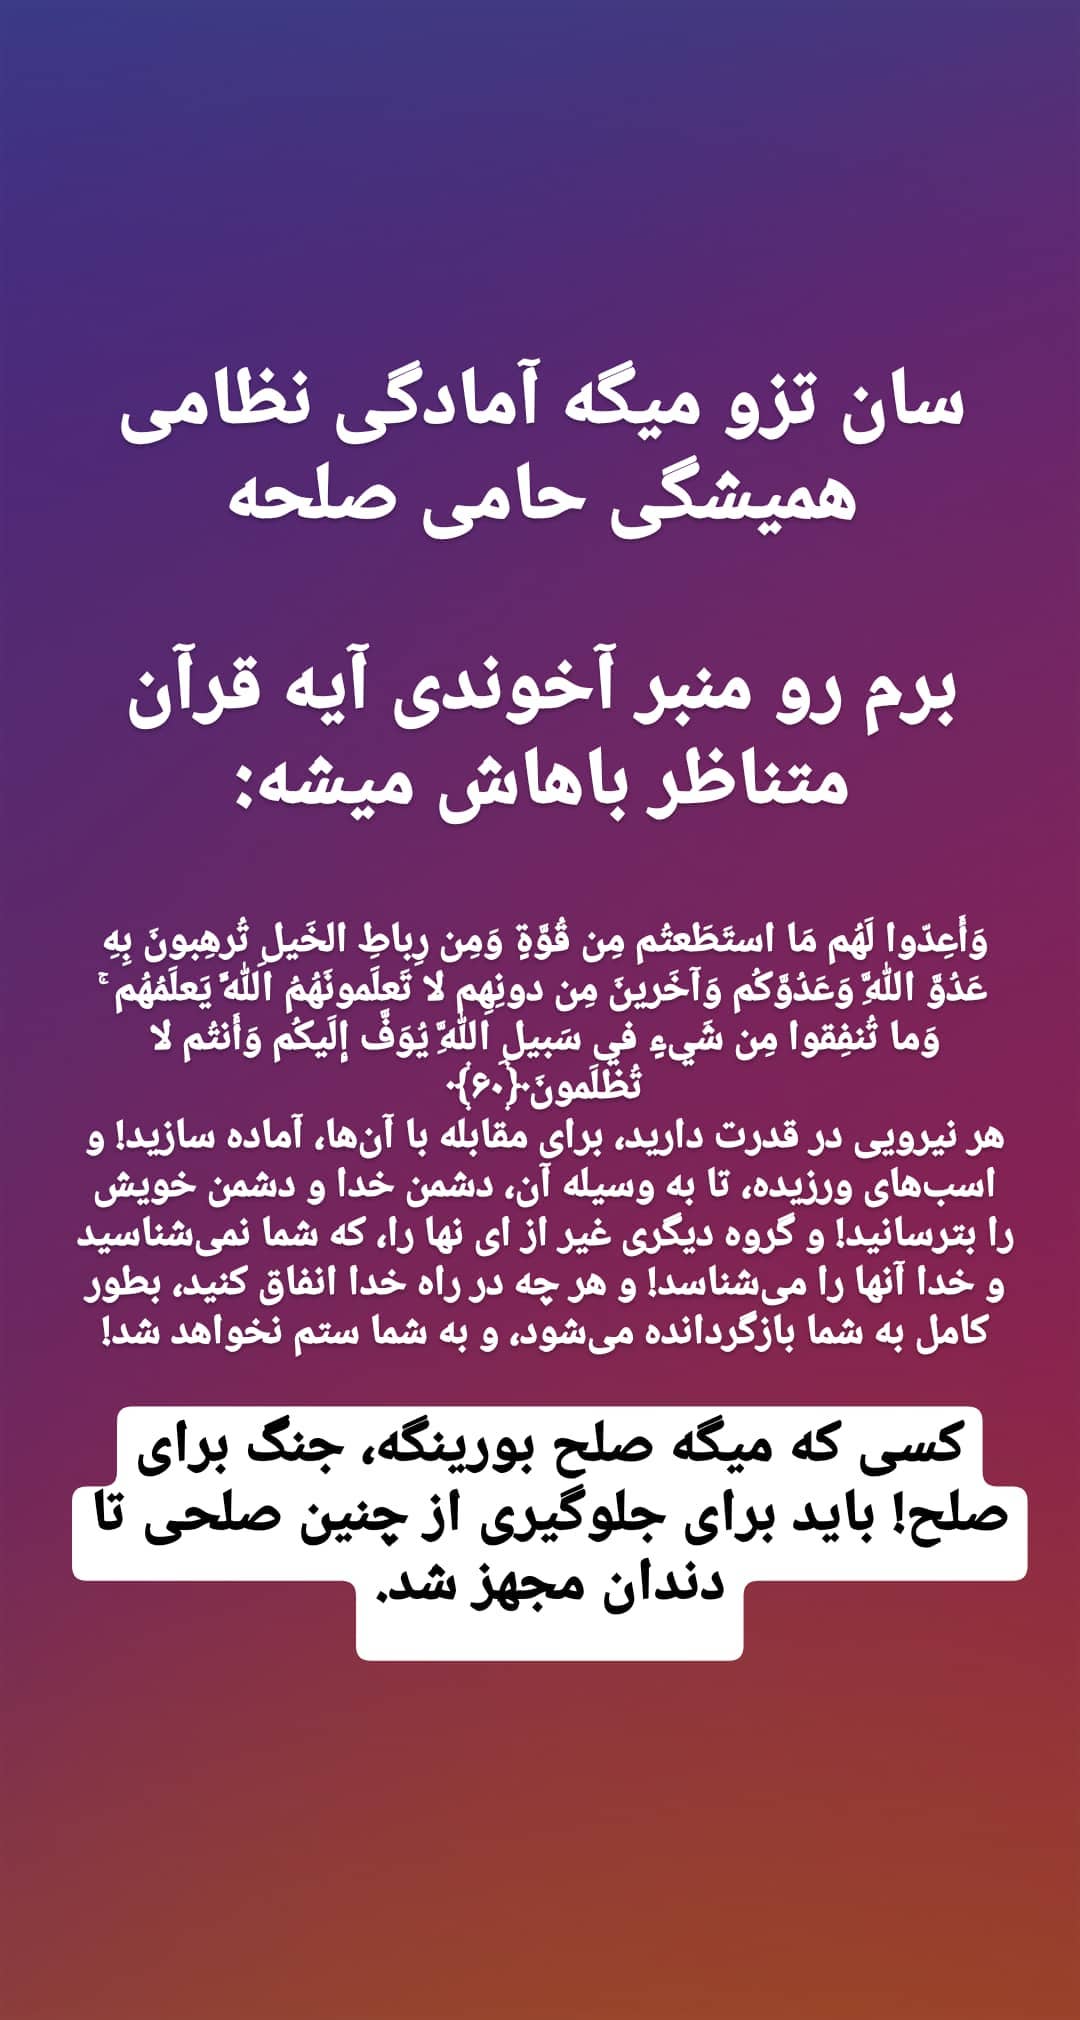 سان تزو میگه آمادگی نظامی
همیشگی حامی صلحه
برم رو منبر آخوندی آیه قرآن
متناظر باهاش میشه:
وَأَعِدّوا لَهُم مَا استَطَعتُم مِن قُوَّةٍ وَمِن رِباطِ الخَيلِ تُرهِبونَ بِهِ
عَدُوَّ اللَّهِ وَعَدُوَّكُم وَآخَرينَ مِن دونِهِم لا تَعلَمونَهُمُ اللَّهُ يَعلَمُهُم ۚ
وَما تُنفِقوا مِن شَيءٍ في سَبيلِ اللَّهِ يُوَفَّ إِلَيكُم وَأَنتُم لا
تُظلَمونَ﴿۶۰﴾
هر نیرویی در قدرت دارید، برای مقابله با آن‌ها، آماده سازید! و
اسب‌های ورزیده، تا به وسیله آن، دشمن خدا و دشمن خویش
را بترسانید! و گروه دیگری غیر از ای نها را، که شما نمی‌شناسید
و خدا آنها را می‌شناسد! و هر چه در راه خدا انفاق کنید، بطور
کامل به شما بازگردانده می‌شود، و به شما ستم نخواهد شد!
کسی که میگه صلح بورینگه، جنگ برای
صلح! باید برای جلوگیری از چنین صلحی تا
دندان مجهز شد.